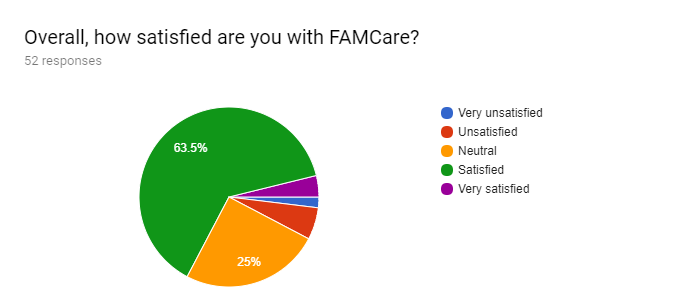 Overall, how satisfied are you with FAMCare?
52 responses
63.5%
25%
Very unsatisfied
Unsatisfied
Neutral
Satisfied
Very satisfied